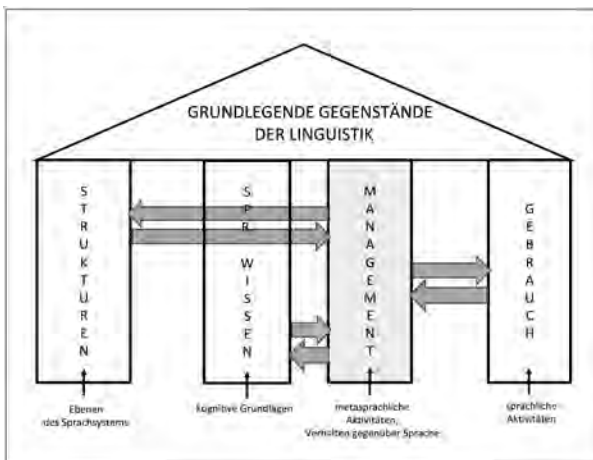 GRUNDLEGENDE GEGENSTÄNDE
DER LINGUISTIK
STRUKTUREN
SPR. WISSEN
MANAGEMENT
GEBRAUCH
Ebenen
des Sprachsystems
kognitive Grundlagen
metasprachliche
Aktivitäten,
Verhalten gegenüber Sprache
sprachliche
Aktivitäten